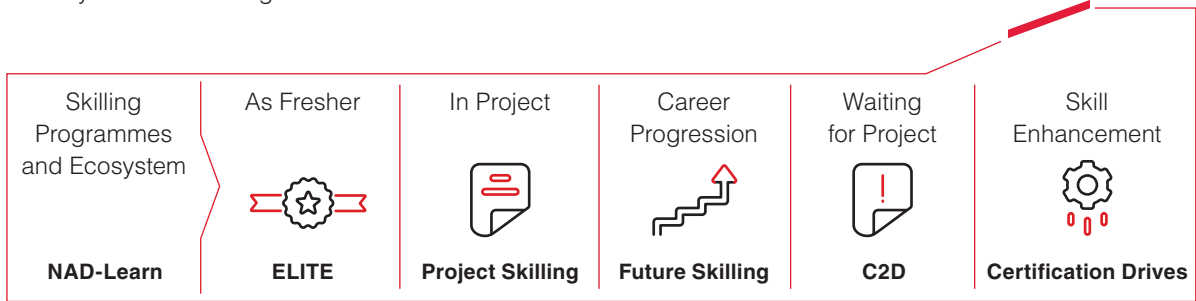 Skilling
Programmes
and Ecosystem
NAD-Learn
As Fresher
ELITE
In Project
Project Skilling
Career
Progression
Future Skilling
Waiting
for Project
C2D
Skill
Enhancement
Certification Drives